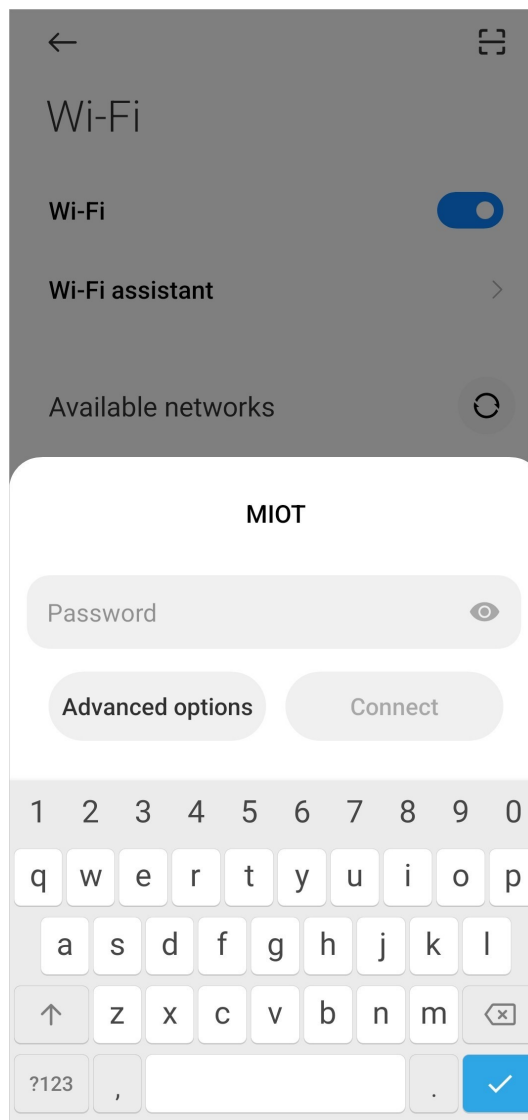 Wi-Fi
Wi-Fi
Wi-Fi assistant
Available networks
MIOT
Password
Advanced options Connect
1 2 3 4 5 6 7 8 9 0
q w e r t y u i o p
a s d f g h j k l
z x c v b n m
?123 , .